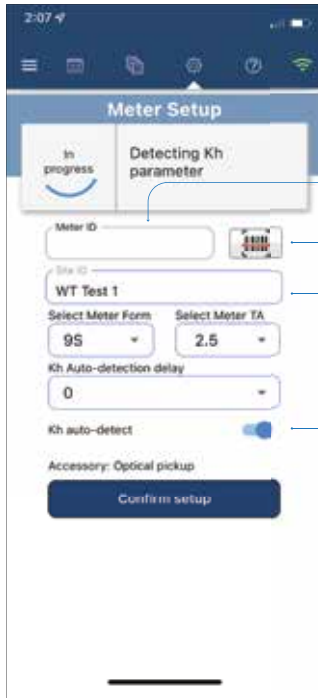 2:07
Meter Setup
In progress
Detecting Kh parameter
Meter ID
Site ID
WT Test 1
Select Meter Form Select Meter TA
9S 2.5
Kh Auto-detection delay
0
Kh auto-detect
Accessory: Optical pickup
Confirm setup